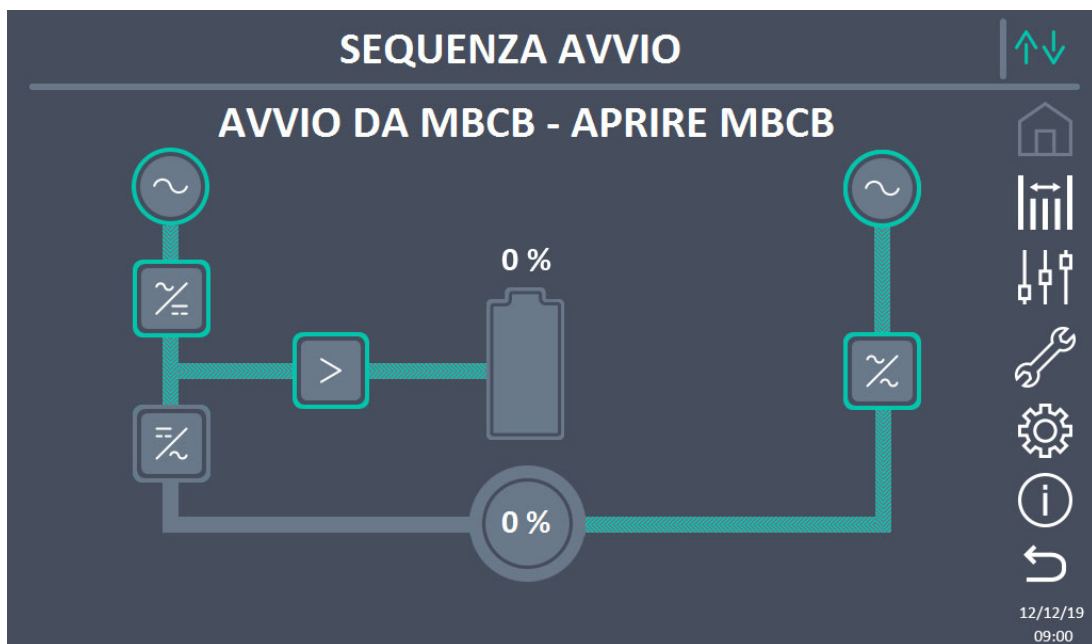 SEQUENZA AVVIO
AVVIO DA MBCB - APRIRE MBCB
0 %
0 %
12/12/19
09:00